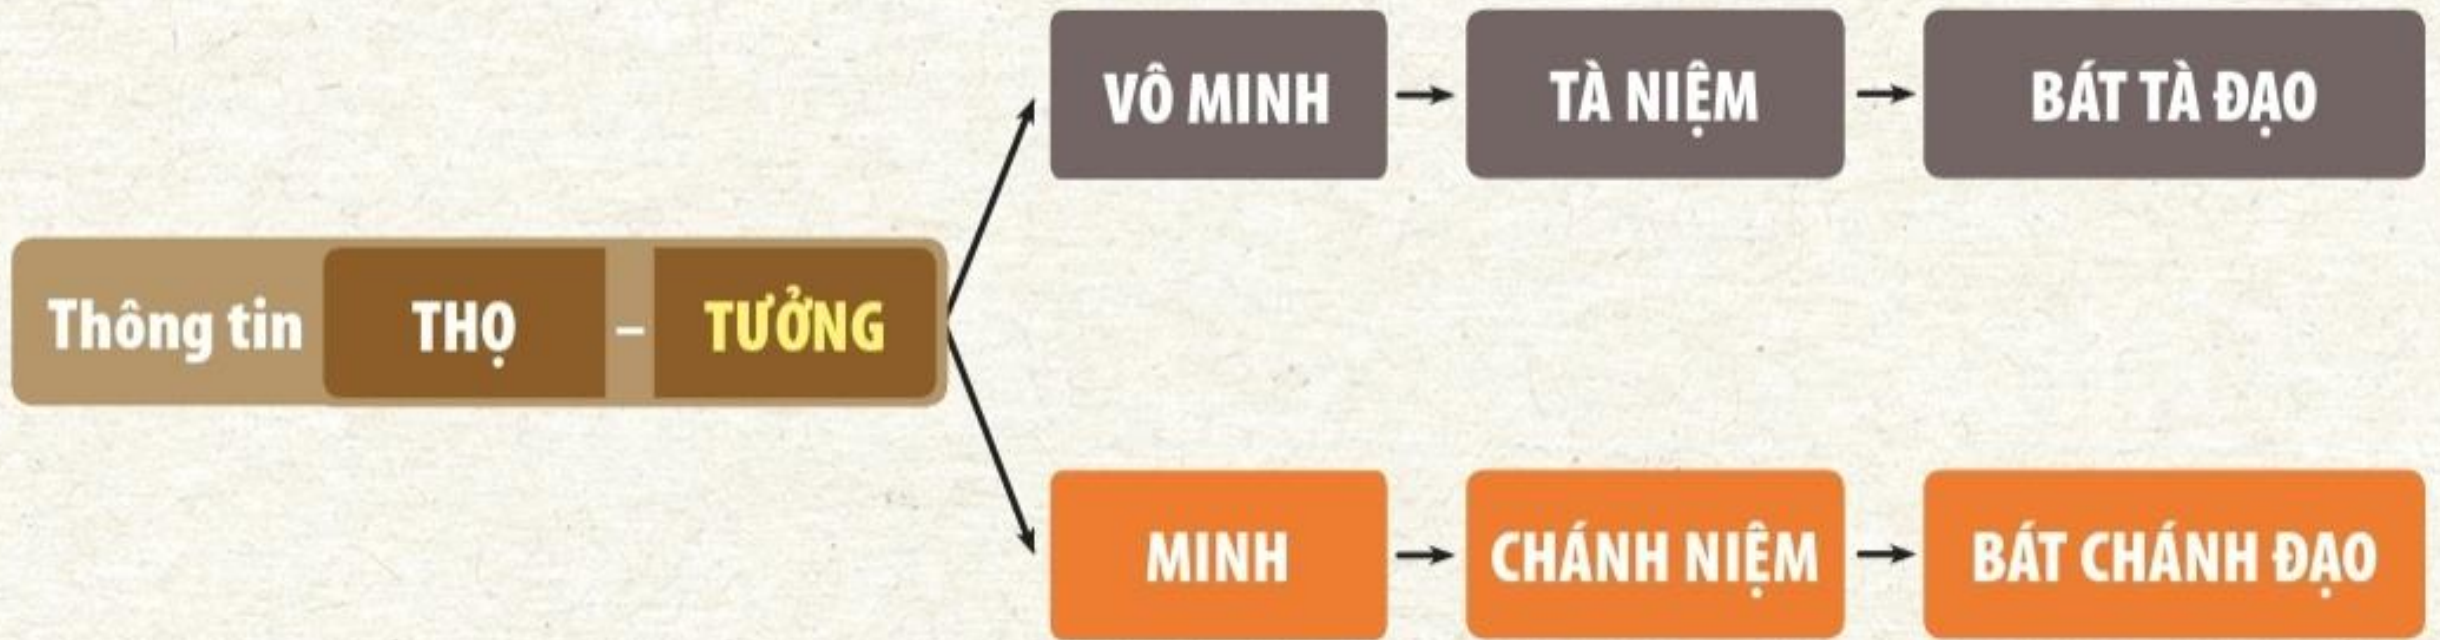 VÔ MINH → TÀ NIỆM → BÁT TÀ ĐẠO
Thông tin THỌ – TƯỞNG
MINH → CHÁNH NIỆM → BÁT CHÁNH ĐẠO